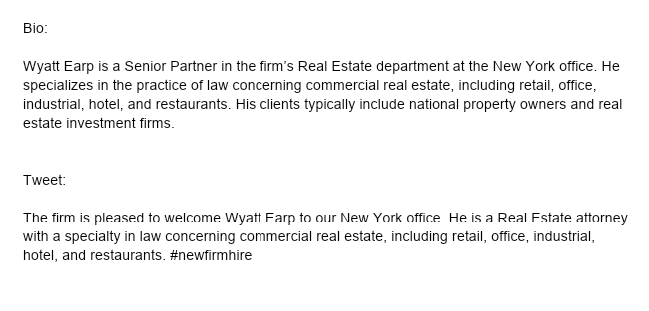 Bio:
Wyatt Earp is a Senior Partner in the firm’s Real Estate department at the New York office. He
specializes in the practice of law concerning commercial real estate, including retail, office,
industrial, hotel, and restaurants. His clients typically include national property owners and real
estate investment firms.
Tweet:
The firm is pleased to welcome Wyatt Earp to our New York office. He is a Real Estate attorney
with a specialty in law concerning commercial real estate, including retail, office, industrial,
hotel, and restaurants. #newfirmhire